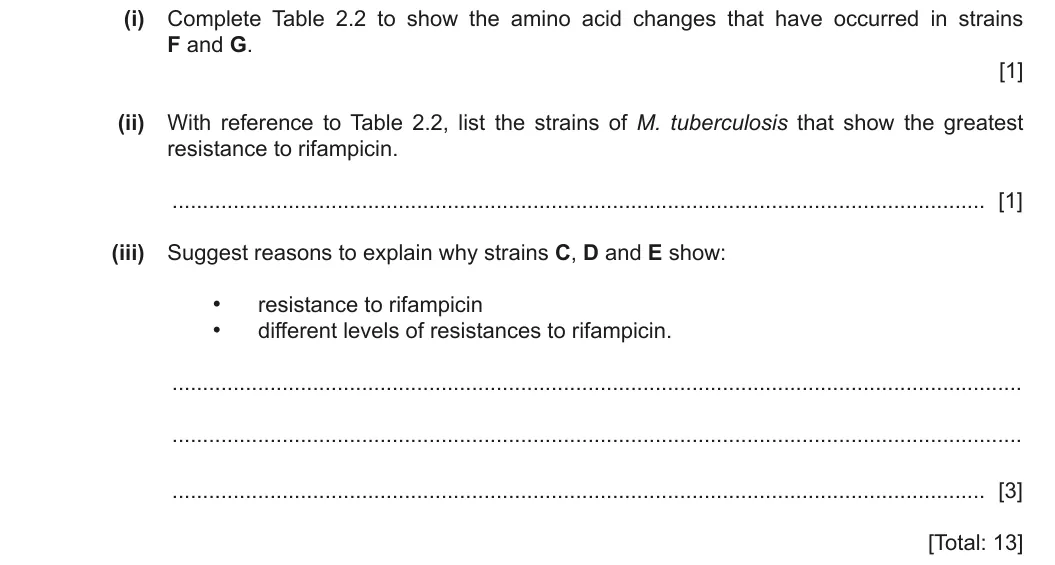 (i) Complete Table 2.2 to show the amino acid changes that have occurred in strains
F and G.
[1]
(ii) With reference to Table 2.2, list the strains of M. tuberculosis that show the greatest
resistance to rifampicin.
.......................................................................................................................................... [1]
(iii) Suggest reasons to explain why strains C, D and E show:
• resistance to rifampicin
• different levels of resistances to rifampicin.
................................................................................................................................................
................................................................................................................................................
.......................................................................................................................................... [3]
[Total: 13]